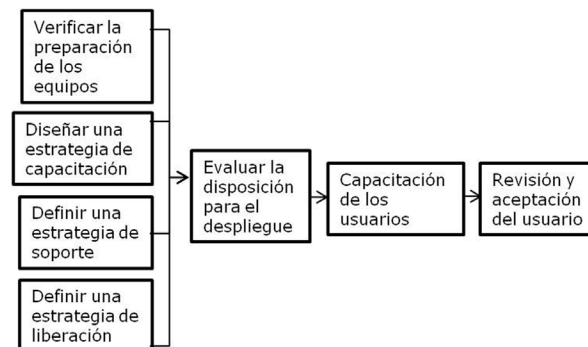 Verificar la
preparación
de los
equipos
Diseñar una
estrategia de
capacitación
Definir una
estrategia de
soporte
Definir una
estrategia de
liberación
Evaluar la
disposición
para el
despliegue
Capacitación
de los
usuarios
Revisión y
aceptación
del usuario